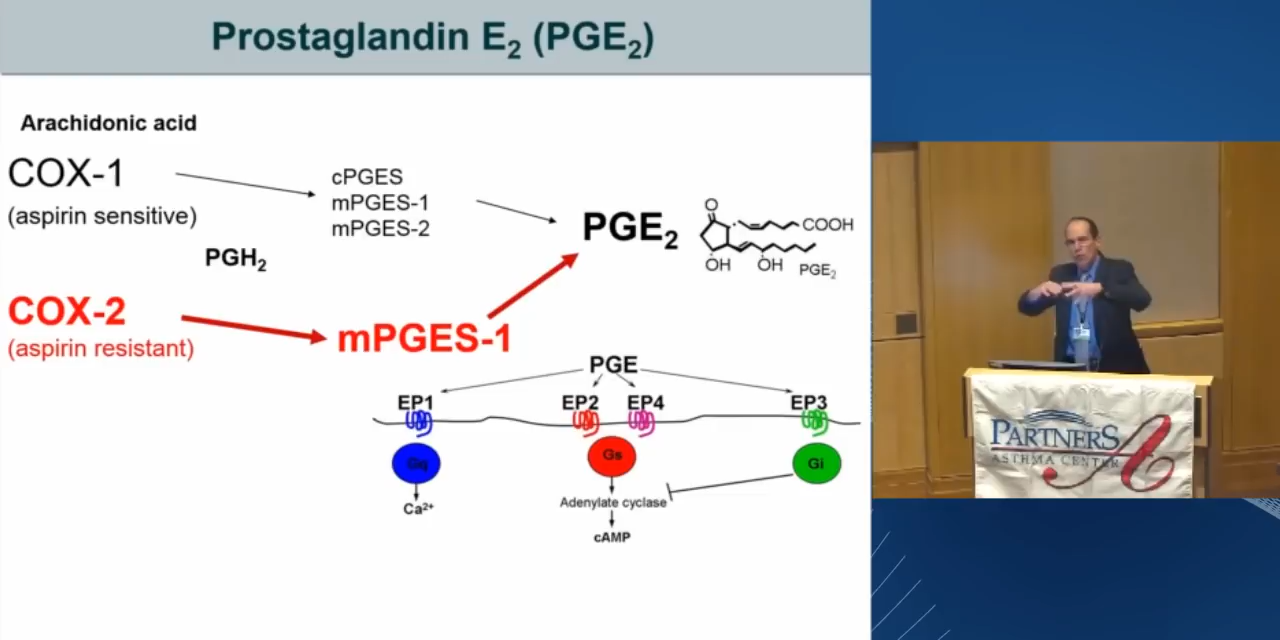 Prostaglandin E₂ (PGE₂)
Arachidonic acid
COX-1
(aspirin sensitive)
cPGES
mPGES-1
mPGES-2
PGH₂
PGE₂
O
COOH
OH
OH
PGE₂
COX-2
(aspirin resistant)
mPGES-1
PGE
EP1
EP2
EP4
EP3
Gq
Gs
Gi
Ca²⁺
Adenylate cyclase
cAMP
PARTNERS
ASTHMA CENTER
A